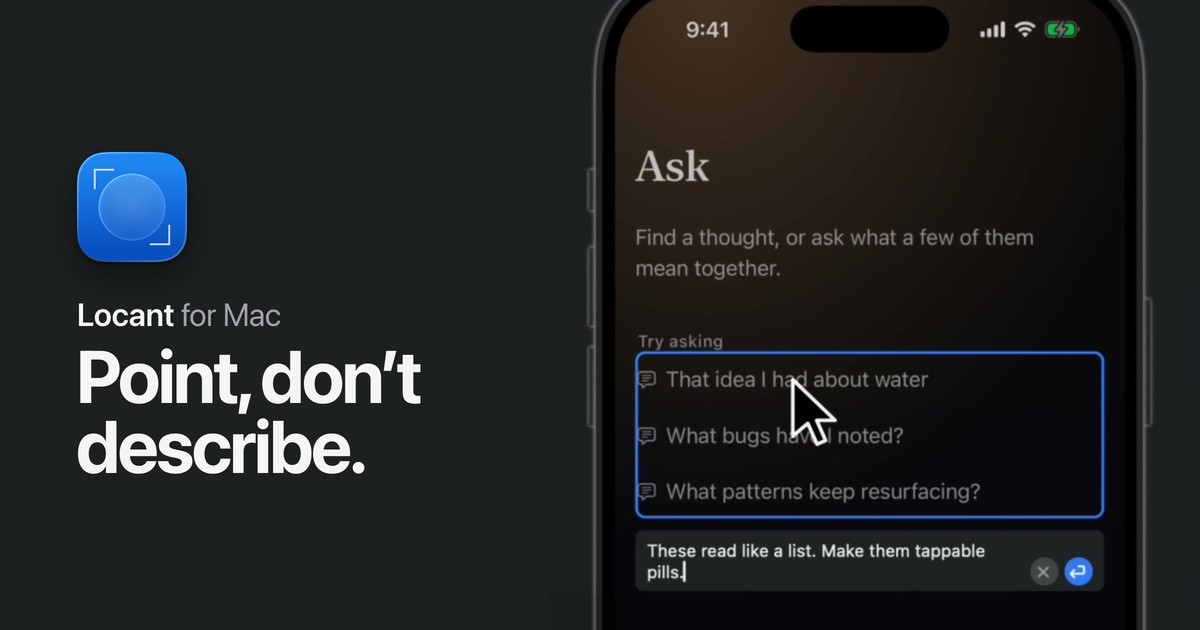 Locant for Mac
Point, don’t
describe.
9:41
Ask
Find a thought, or ask what a few of them
mean together.
Try asking
That idea I had about water
What bugs have I noted?
What patterns keep resurfacing?
These read like a list. Make them tappable
pills.